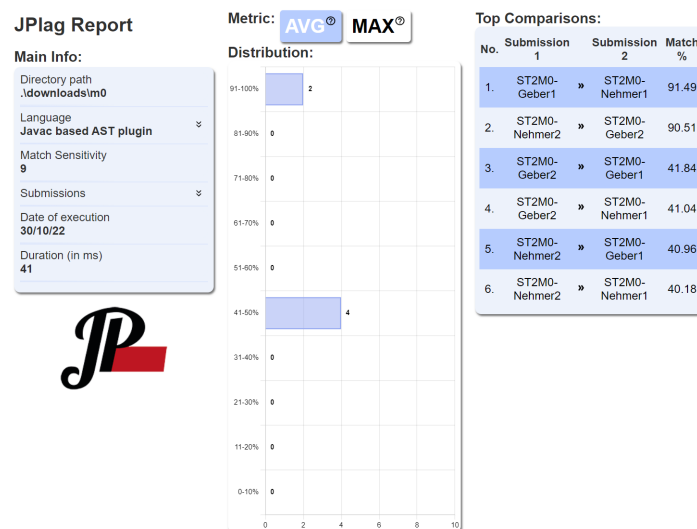 JPlag Report
Main Info:
Directory path
.\downloads\m0
Language
Javac based AST plugin
Match Sensitivity
9
Submissions
Date of execution
30/10/22
Duration (in ms)
41
JP
Metric: AVG MAX
Distribution:
91-100% 2
81-90% 0
71-80% 0
61-70% 0
51-60% 0
41-50% 4
31-40% 0
21-30% 0
11-20% 0
0-10% 0
0 2 4 6 8 10
Top Comparisons:
No. Submission 1 Submission 2 Match %
1. ST2M0-Geber1 » ST2M0-Nehmer1 91.49
2. ST2M0-Nehmer2 » ST2M0-Geber2 90.51
3. ST2M0-Geber2 » ST2M0-Geber1 41.84
4. ST2M0-Geber2 » ST2M0-Nehmer1 41.04
5. ST2M0-Nehmer2 » ST2M0-Geber1 40.96
6. ST2M0-Nehmer2 » ST2M0-Nehmer1 40.18